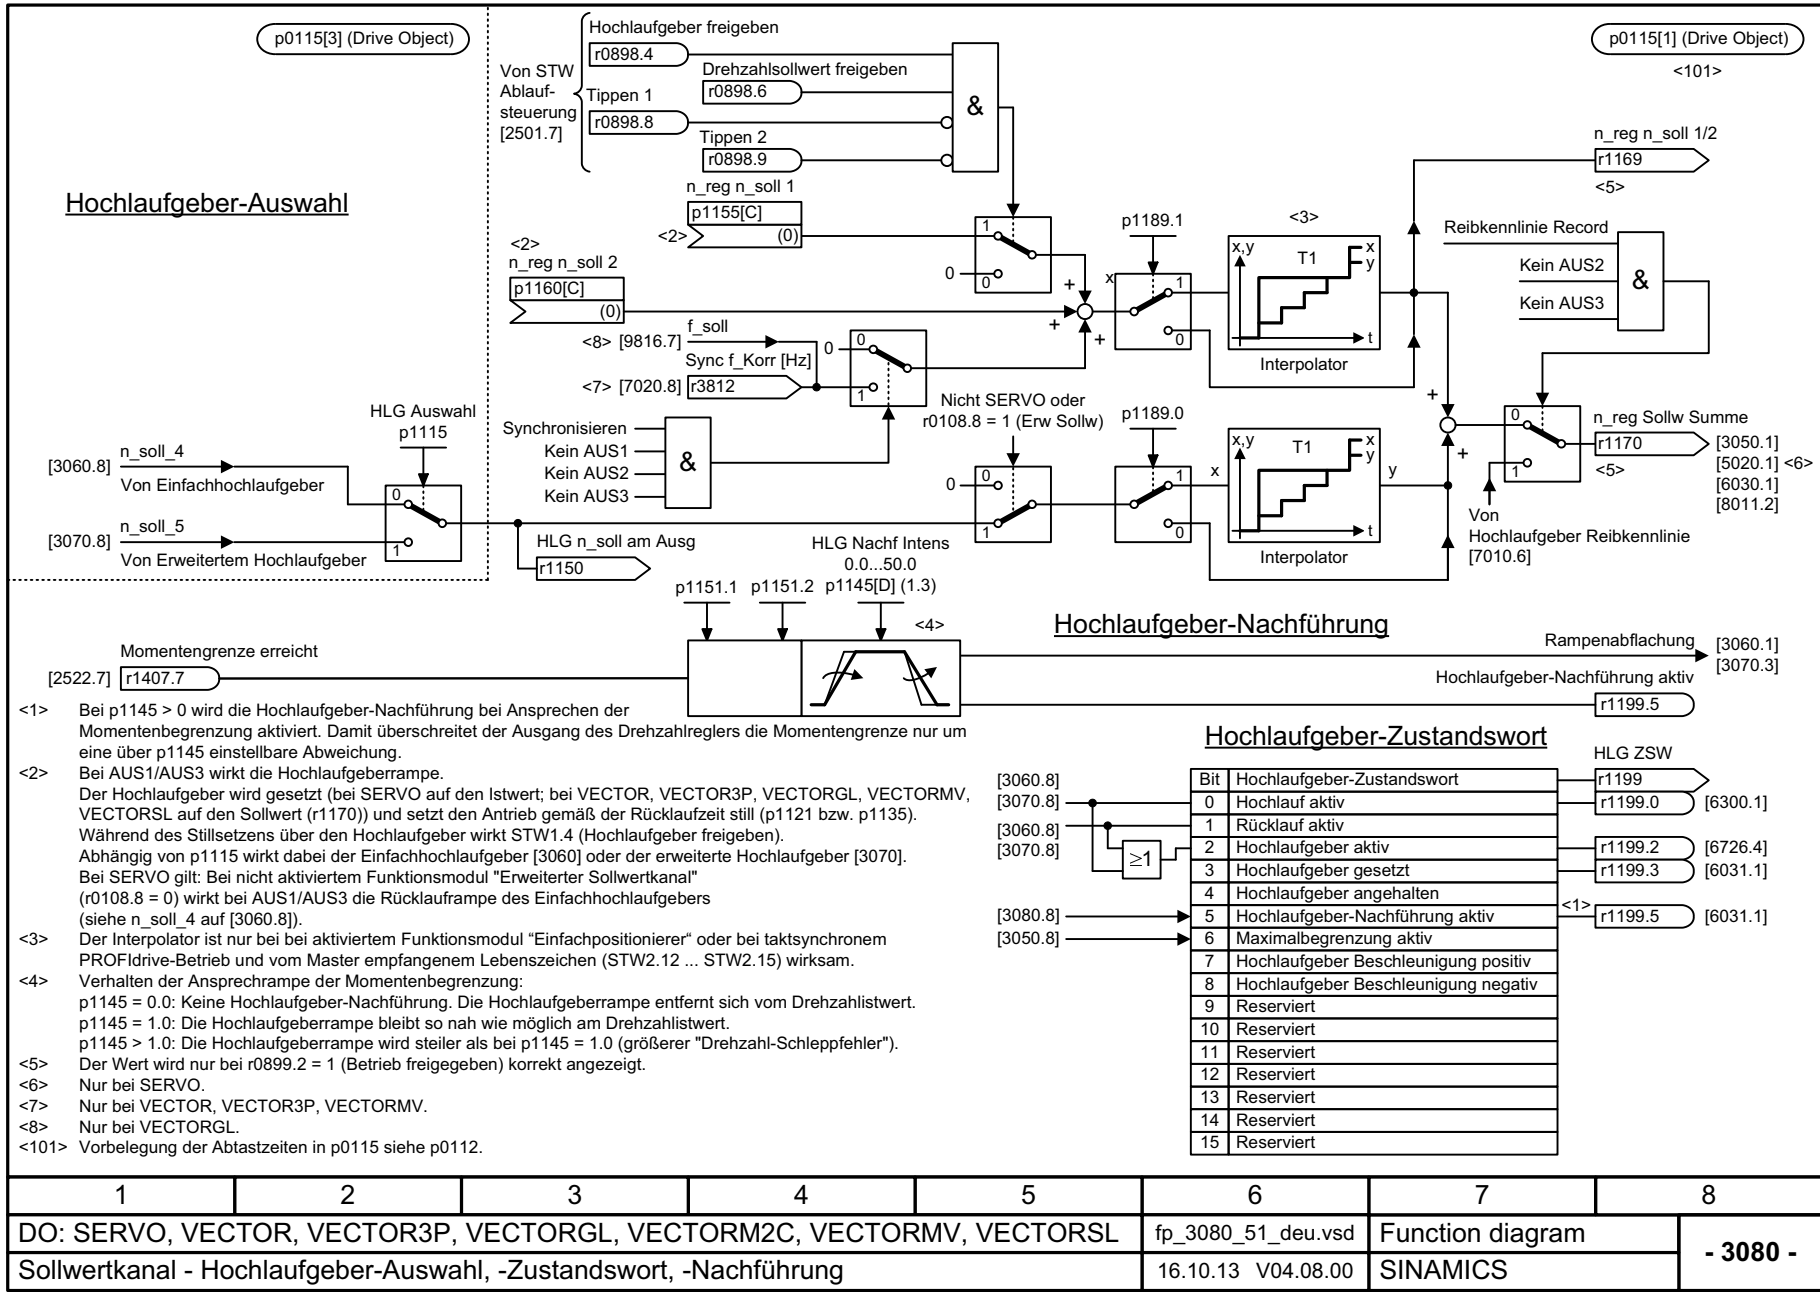 p0115[3] (Drive Object)
Hochlaufgeber-Auswahl
HLG Auswahl
p1115
[3060.8]
n_soll_4
Von Einfachhochlaufgeber
[3070.8]
n_soll_5
Von Erweitertem Hochlaufgeber
0
1
Von STW
Ablauf-
steuerung
[2501.7]
Hochlaufgeber freigeben
r0898.4
Drehzahlsollwert freigeben
r0898.6
Tippen 1
r0898.8
Tippen 2
r0898.9
&
n_reg n_soll 1
p1155[C]
<2>
(0)
<2>
n_reg n_soll 2
p1160[C]
(0)
1
0
0
<8> [9816.7]
f_soll
Sync f_Korr [Hz]
<7> [7020.8]
r3812
0
0
1
Synchronisieren
Kein AUS1
Kein AUS2
Kein AUS3
&
+
+
+
Nicht SERVO oder
r0108.8 = 1 (Erw Sollw)
0
0
1
HLG n_soll am Ausg
r1150
p1189.1
x
1
0
<3>
x,y
T1
x
y
t
Interpolator
p1189.0
1
0
x
x,y
T1
x
y
t
y
Interpolator
p0115[1] (Drive Object)
<101>
n_reg n_soll 1/2
r1169
<5>
Reibkennlinie Record
Kein AUS2
Kein AUS3
&
+
+
0
1
n_reg Sollw Summe
r1170
<5>
[3050.1]
[5020.1] <6>
[6030.1]
[8011.2]
Von
Hochlaufgeber Reibkennlinie
[7010.6]
p1151.1
p1151.2
HLG Nachf Intens
0.0...50.0
p1145[D] (1.3)
<4>
Hochlaufgeber-Nachführung
Momentengrenze erreicht
[2522.7]
r1407.7
Rampenabflachung
[3060.1]
[3070.3]
Hochlaufgeber-Nachführung aktiv
r1199.5
<1> Bei p1145 > 0 wird die Hochlaufgeber-Nachführung bei Ansprechen der
Momentenbegrenzung aktiviert. Damit überschreitet der Ausgang des Drehzahlreglers die Momentengrenze nur um
eine über p1145 einstellbare Abweichung.
<2> Bei AUS1/AUS3 wirkt die Hochlaufgeberrampe.
Der Hochlaufgeber wird gesetzt (bei SERVO auf den Istwert; bei VECTOR, VECTOR3P, VECTORGL, VECTORMV,
VECTORSL auf den Sollwert (r1170)) und setzt den Antrieb gemäß der Rücklaufzeit still (p1121 bzw. p1135).
Während des Stillsetzens über den Hochlaufgeber wirkt STW1.4 (Hochlaufgeber freigeben).
Abhängig von p1115 wirkt dabei der Einfachhochlaufgeber [3060] oder der erweiterte Hochlaufgeber [3070].
Bei SERVO gilt: Bei nicht aktiviertem Funktionsmodul "Erweiterter Sollwertkanal"
(r0108.8 = 0) wirkt bei AUS1/AUS3 die Rücklauframpe des Einfachhochlaufgebers
(siehe n_soll_4 auf [3060.8]).
<3> Der Interpolator ist nur bei bei aktiviertem Funktionsmodul “Einfachpositionierer“ oder bei taktsynchronem
PROFIdrive-Betrieb und vom Master empfangenem Lebenszeichen (STW2.12 ... STW2.15) wirksam.
<4> Verhalten der Ansprechrampe der Momentenbegrenzung:
p1145 = 0.0: Keine Hochlaufgeber-Nachführung. Die Hochlaufgeberrampe entfernt sich vom Drehzahlistwert.
p1145 = 1.0: Die Hochlaufgeberrampe bleibt so nah wie möglich am Drehzahlistwert.
p1145 > 1.0: Die Hochlaufgeberrampe wird steiler als bei p1145 = 1.0 (größerer "Drehzahl-Schleppfehler").
<5> Der Wert wird nur bei r0899.2 = 1 (Betrieb freigegeben) korrekt angezeigt.
<6> Nur bei SERVO.
<7> Nur bei VECTOR, VECTOR3P, VECTORMV.
<8> Nur bei VECTORGL.
<101> Vorbelegung der Abtastzeiten in p0115 siehe p0112.
Hochlaufgeber-Zustandswort
HLG ZSW
[3060.8]
[3070.8]
[3060.8]
[3070.8]
≥1
[3080.8]
[3050.8]
Bit Hochlaufgeber-Zustandswort r1199
0 Hochlauf aktiv r1199.0 [6300.1]
1 Rücklauf aktiv
2 Hochlaufgeber aktiv r1199.2 [6726.4]
3 Hochlaufgeber gesetzt r1199.3 [6031.1]
4 Hochlaufgeber angehalten
5 Hochlaufgeber-Nachführung aktiv <1> r1199.5 [6031.1]
6 Maximalbegrenzung aktiv
7 Hochlaufgeber Beschleunigung positiv
8 Hochlaufgeber Beschleunigung negativ
9 Reserviert
10 Reserviert
11 Reserviert
12 Reserviert
13 Reserviert
14 Reserviert
15 Reserviert
1 2 3 4 5 6 7 8
DO: SERVO, VECTOR, VECTOR3P, VECTORGL, VECTORM2C, VECTORMV, VECTORSL fp_3080_51_deu.vsd Function diagram
- 3080 -
Sollwertkanal - Hochlaufgeber-Auswahl, -Zustandswort, -Nachführung 16.10.13 V04.08.00 SINAMICS